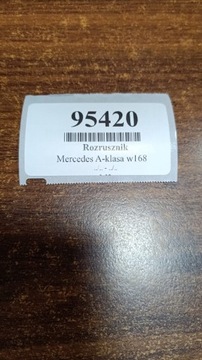 95420
Rozrusznik
Mercedes A-klasa w168